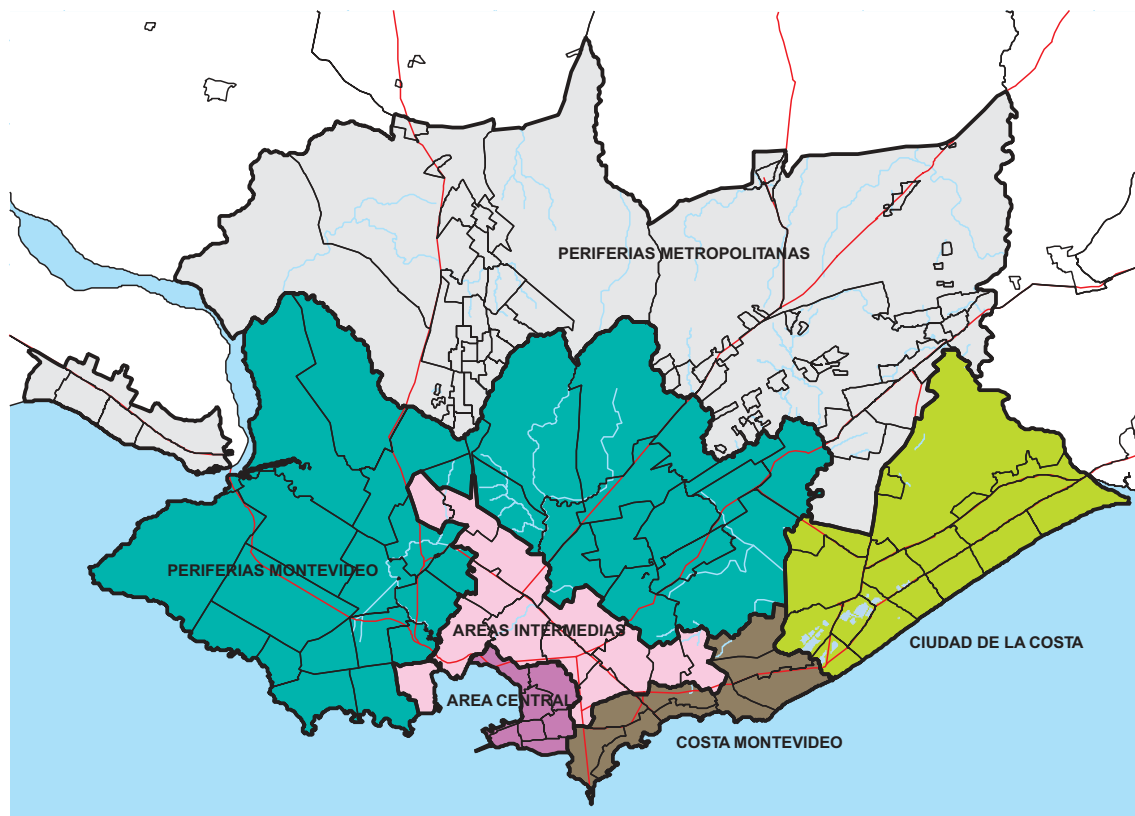 PERIFERIAS METROPOLITANAS
PERIFERIAS MONTEVIDEO
AREAS INTERMEDIAS
CIUDAD DE LA COSTA
AREA CENTRAL
COSTA MONTEVIDEO